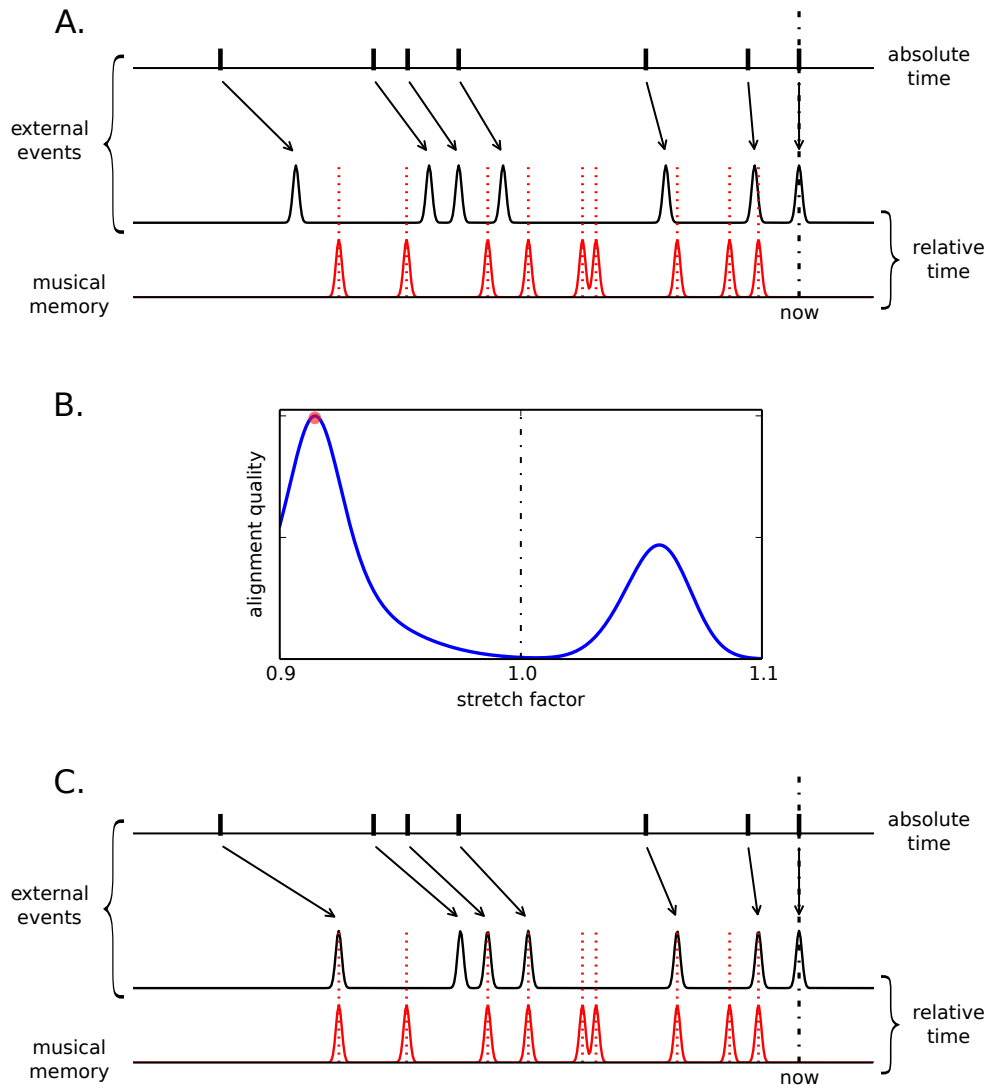 A.
absolute
time
external
events
relative
time
musical
memory
now
B.
alignment quality
0.9
1.0
1.1
stretch factor
C.
absolute
time
external
events
relative
time
musical
memory
now